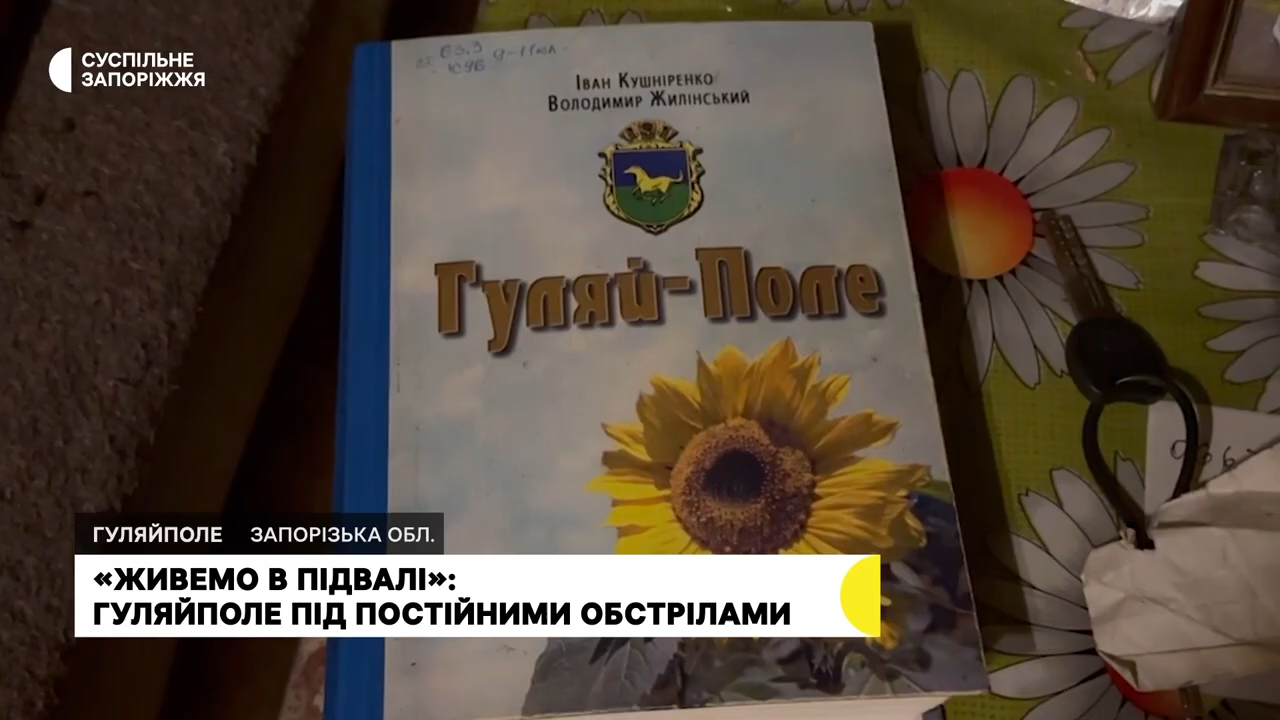 СУСПІЛЬНЕ
ЗАПОРІЖЖЯ
Іван Кушніренко
Володимир Жилінський
Гуляй-Поле
ГУЛЯЙПОЛЕ ЗАПОРІЗЬКА ОБЛ.
«ЖИВЕМО В ПІДВАЛІ»:
ГУЛЯЙПОЛЕ ПІД ПОСТІЙНИМИ ОБСТРІЛАМИ